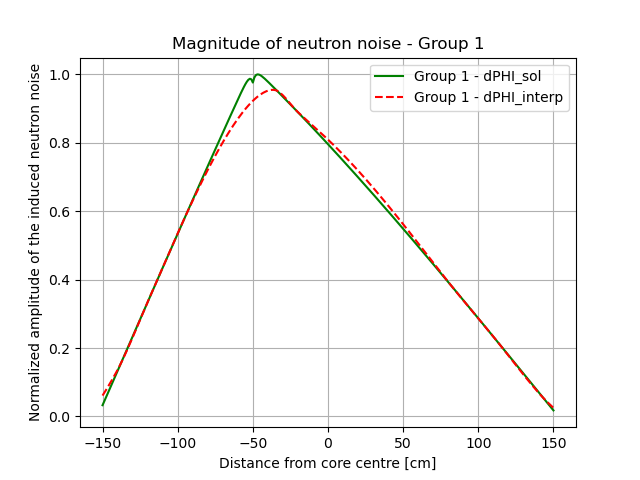 Magnitude of neutron noise - Group 1
Normalized amplitude of the induced neutron noise
1.0
0.8
0.6
0.4
0.2
0.0
Group 1 - dPHI_sol
Group 1 - dPHI_interp
−150
−100
−50
0
50
100
150
Distance from core centre [cm]